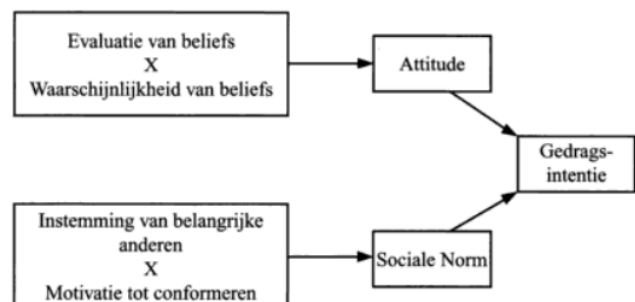 Evaluatie van beliefs
X
Waarschijnlijkheid van beliefs
Attitude
Gedrags-
intentie
Instemming van belangrijke
anderen
X
Motivatie tot conformeren
Sociale Norm